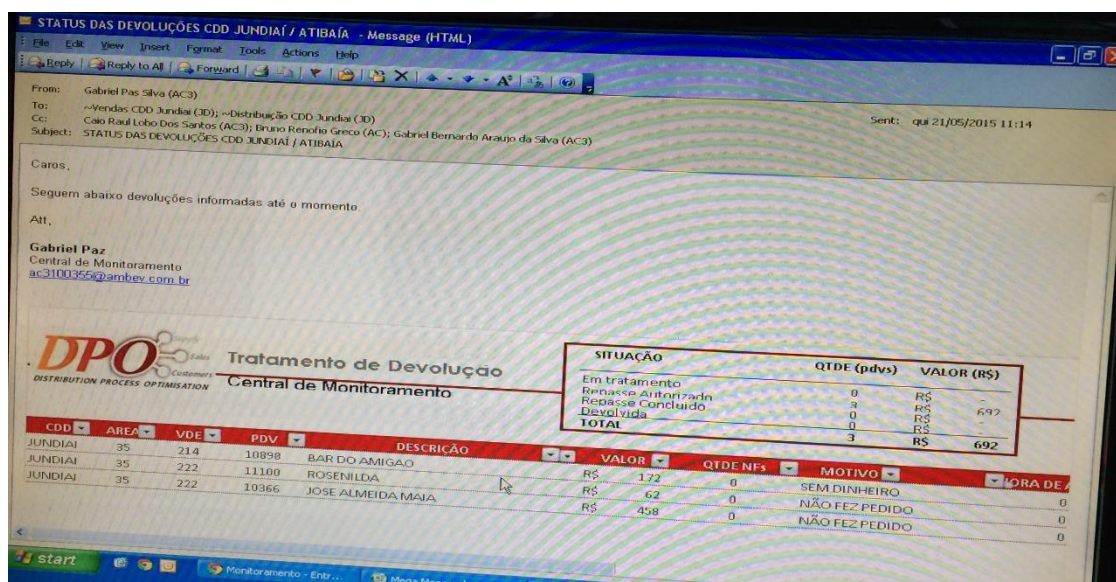 STATUS DAS DEVOLUÇÕES CDD JUNDIAÍ / ATIBAÍA - Message (HTML)
File Edit View Insert Format Tools Actions Help
Reply Reply to All Forward
From: Gabriel Pas Silva (AC3)
Sent: qui 21/05/2015 11:14
To: ~Vendas CDD Jundiai (JD); ~Distribuição CDD Jundiai (JD)
Cc: Caio Raul Lobo Dos Santos (AC3); Bruno Renofio Greco (AC); Gabriel Bernardo Araujo da Silva (AC3)
Subject: STATUS DAS DEVOLUÇÕES CDD JUNDIAÍ / ATIBAÍA
Caros,
Seguem abaixo devoluções informadas até o momento.
Att,
Gabriel Paz
Central de Monitoramento
ac3100355@ambev.com.br
DPO
Sales
Customers
DISTRIBUTION PROCESS OPTIMISATION
Tratamento de Devolução
Central de Monitoramento
SITUAÇÃO QTDE (pdvs) VALOR (R$)
Em tratamento 0 R$ -
Repasse Autorizado 3 R$ 692
Repasse Concluído 0 R$ -
Devolvida 0 R$ -
TOTAL 3 R$ 692
CDD AREA VDE PDV DESCRIÇÃO VALOR QTDE NFs MOTIVO ORA DE
JUNDIAI 35 214 10898 BAR DO AMIGAO R$ 172 0 SEM DINHEIRO 0
JUNDIAI 35 222 11100 ROSENILDA R$ 62 0 NÃO FEZ PEDIDO 0
JUNDIAI 35 222 10366 JOSE ALMEIDA MAIA R$ 458 0 NÃO FEZ PEDIDO 0
start Monitoramento - Entr...